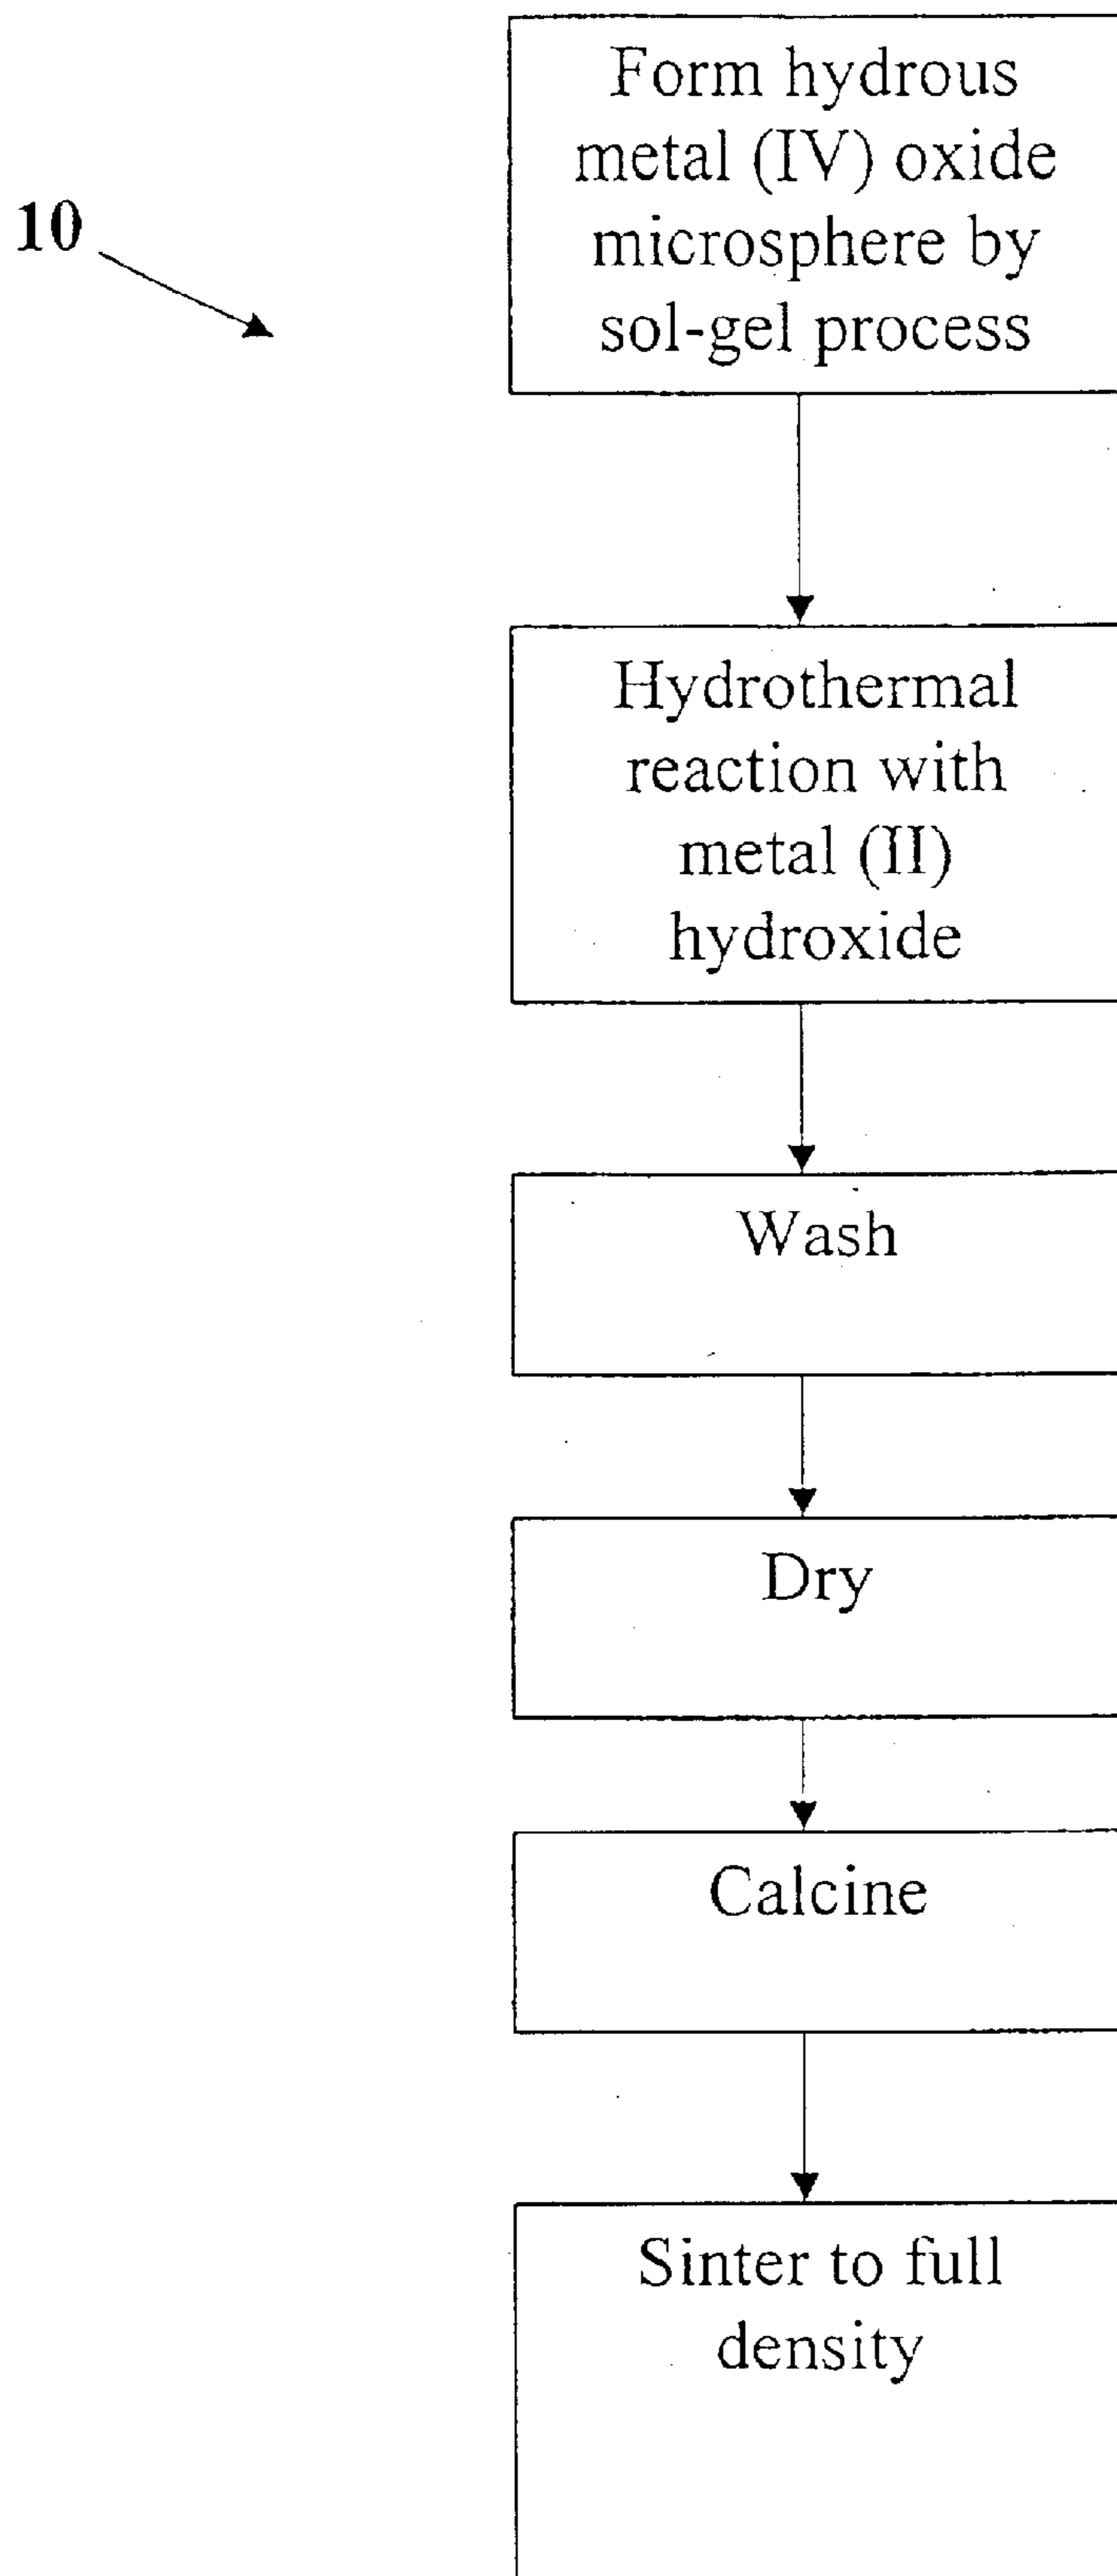 Form hydrous
metal (IV) oxide
microsphere by
sol-gel process
10
Hydrothermal
reaction with
metal (II)
hydroxide
Wash
Dry
Calcine
Sinter to full
density